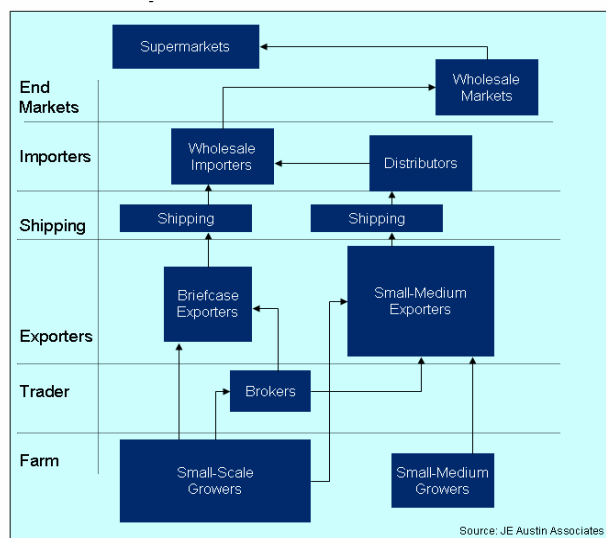 Supermarkets
End
Markets
Wholesale
Markets
Importers
Wholesale
Importers
Distributors
Shipping
Shipping
Shipping
Exporters
Briefcase
Exporters
Small-Medium
Exporters
Trader
Brokers
Farm
Small-Scale
Growers
Small-Medium
Growers
Source: JE Austin Associates